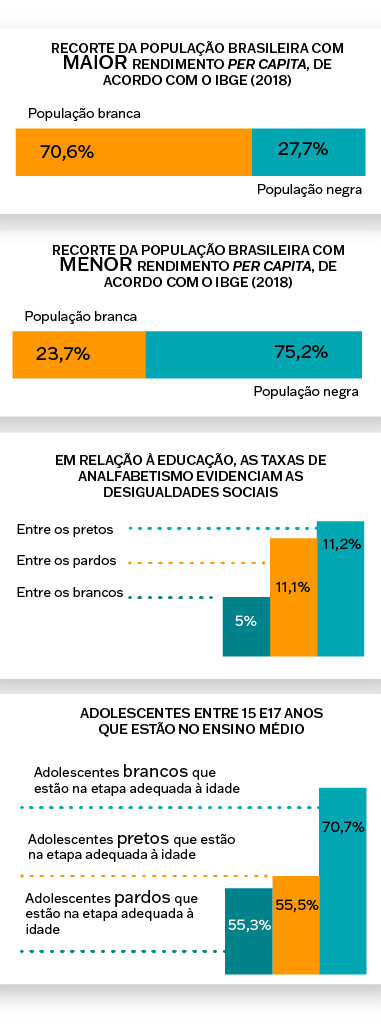 RECORTE DA POPULAÇÃO BRASILEIRA COM
MAIOR RENDIMENTO PER CAPITA, DE
ACORDO COM O IBGE (2018)
População branca
70,6%
27,7%
População negra
RECORTE DA POPULAÇÃO BRASILEIRA COM
MENOR RENDIMENTO PER CAPITA, DE
ACORDO COM O IBGE (2018)
População branca
23,7%
75,2%
População negra
EM RELAÇÃO À EDUCAÇÃO, AS TAXAS DE
ANALFABETISMO EVIDENCIAM AS
DESIGUALDADES SOCIAIS
Entre os pretos
11,2%
Entre os pardos
11,1%
Entre os brancos
5%
ADOLESCENTES ENTRE 15 E17 ANOS
QUE ESTÃO NO ENSINO MÉDIO
Adolescentes brancos que
estão na etapa adequada à idade
70,7%
Adolescentes pretos que estão
na etapa adequada à idade
55,5%
Adolescentes pardos que
estão na etapa adequada à
idade
55,3%